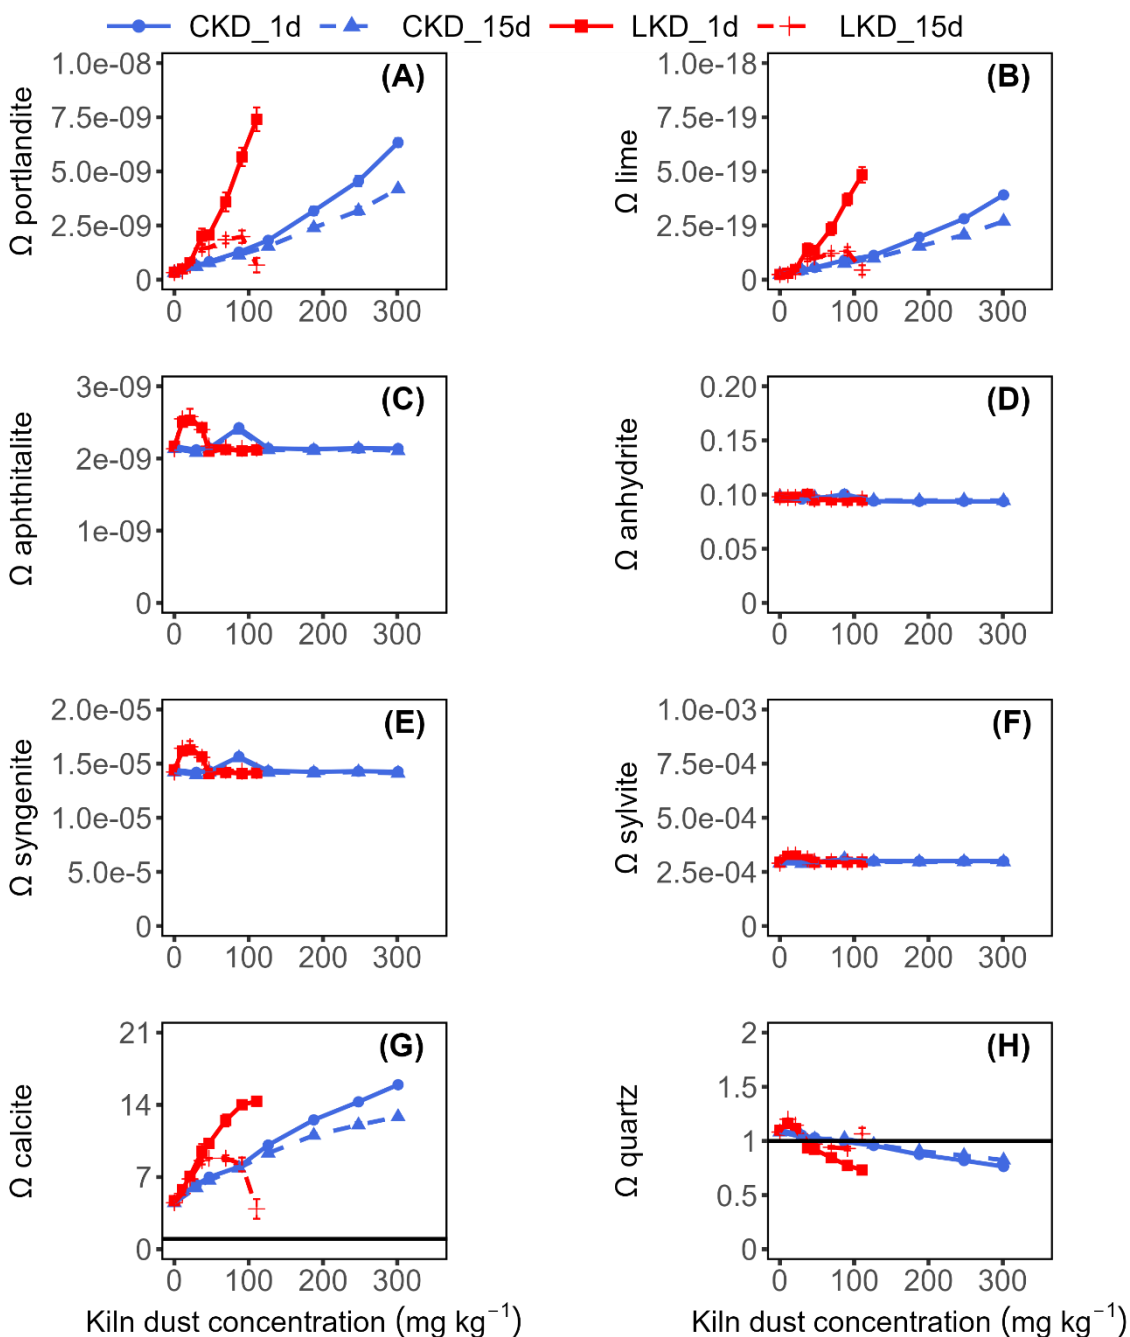 CKD_1d CKD_15d LKD_1d LKD_15d
(A)
Ω portlandite
1.0e-08
7.5e-09
5.0e-09
2.5e-09
0
0 100 200 300
(B)
Ω lime
1.0e-18
7.5e-19
5.0e-19
2.5e-19
0
0 100 200 300
(C)
Ω aphthitalite
3e-09
2e-09
1e-09
0
0 100 200 300
(D)
Ω anhydrite
0.20
0.15
0.10
0.05
0
0 100 200 300
(E)
Ω syngenite
2.0e-05
1.5e-05
1.0e-05
5.0e-5
0
0 100 200 300
(F)
Ω sylvite
1.0e-03
7.5e-04
5.0e-04
2.5e-04
0
0 100 200 300
(G)
Ω calcite
21
14
7
0
0 100 200 300
Kiln dust concentration (mg kg⁻¹)
(H)
Ω quartz
2
1.5
1
0.5
0
0 100 200 300
Kiln dust concentration (mg kg⁻¹)